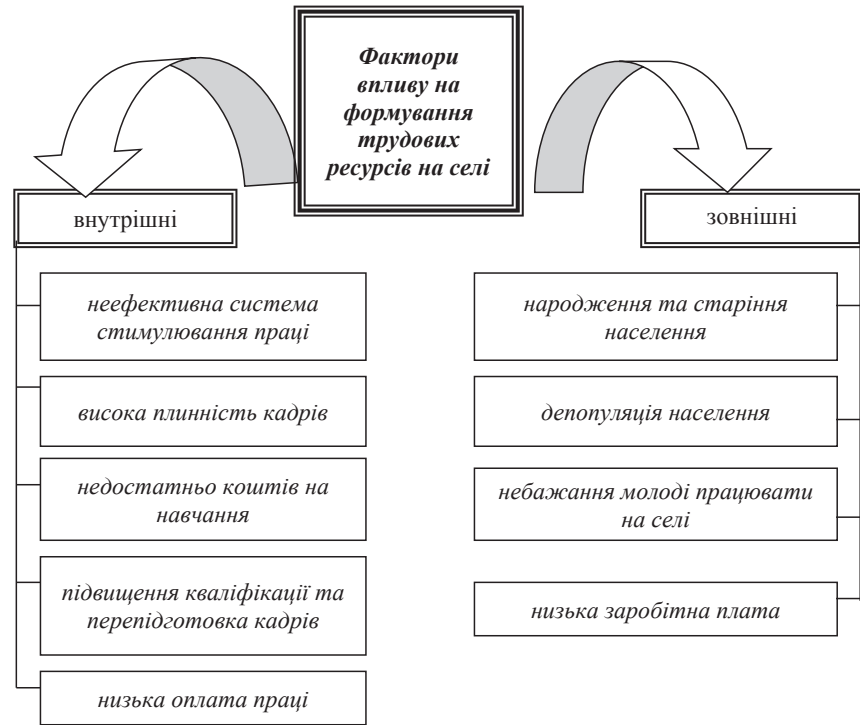 Фактори
впливу на
формування
трудових
ресурсів на селі
внутрішні
неефективна система
стимулювання праці
висока плинність кадрів
недостатньо коштів на
навчання
підвищення кваліфікації та
перепідготовка кадрів
низька оплата праці
зовнішні
народження та старіння
населення
депопуляція населення
небажання молоді працювати
на селі
низька заробітна плата